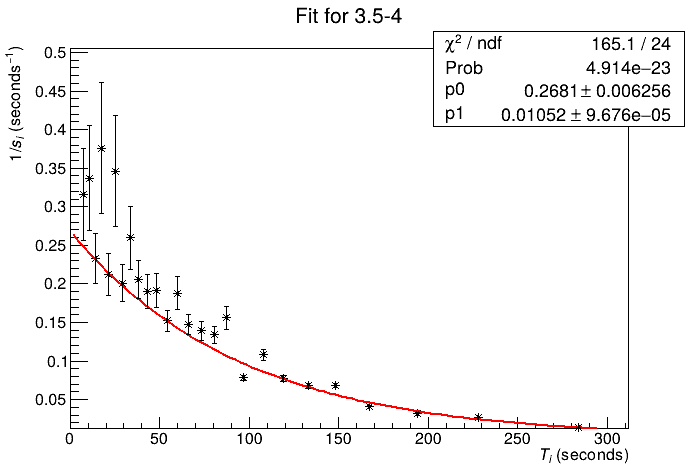 Fit for 3.5-4
χ² / ndf 165.1 / 24
Prob 4.914e−23
p0 0.2681 ± 0.006256
p1 0.01052 ± 9.676e−05
1/sᵢ (seconds⁻¹)
0.5
0.45
0.4
0.35
0.3
0.25
0.2
0.15
0.1
0.05
0 50 100 150 200 250 300
Tᵢ (seconds)